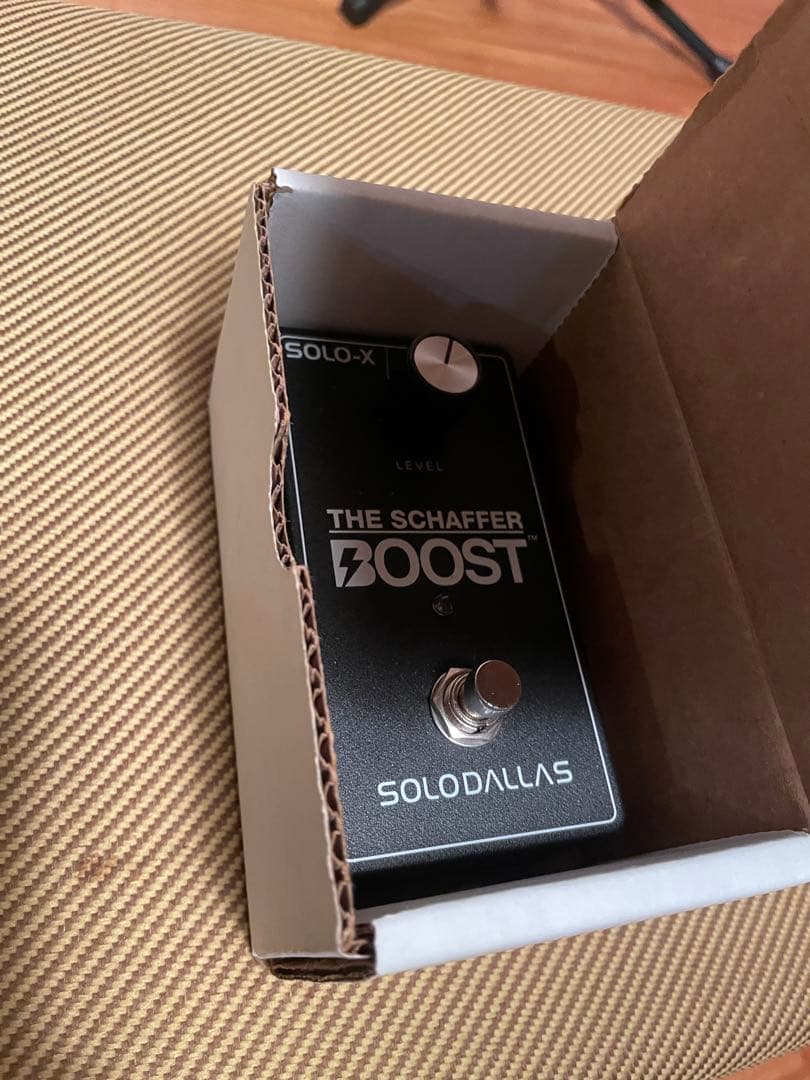 SOLO-X
LEVEL
THE SCHAFFER
BOOST™
SOLODALLAS